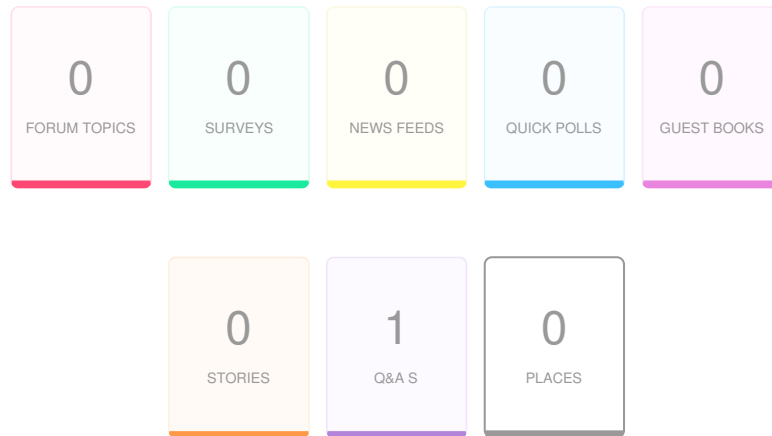 0 0 0 0 0
FORUM TOPICS SURVEYS NEWS FEEDS QUICK POLLS GUEST BOOKS
0 1 0
STORIES Q&A S PLACES